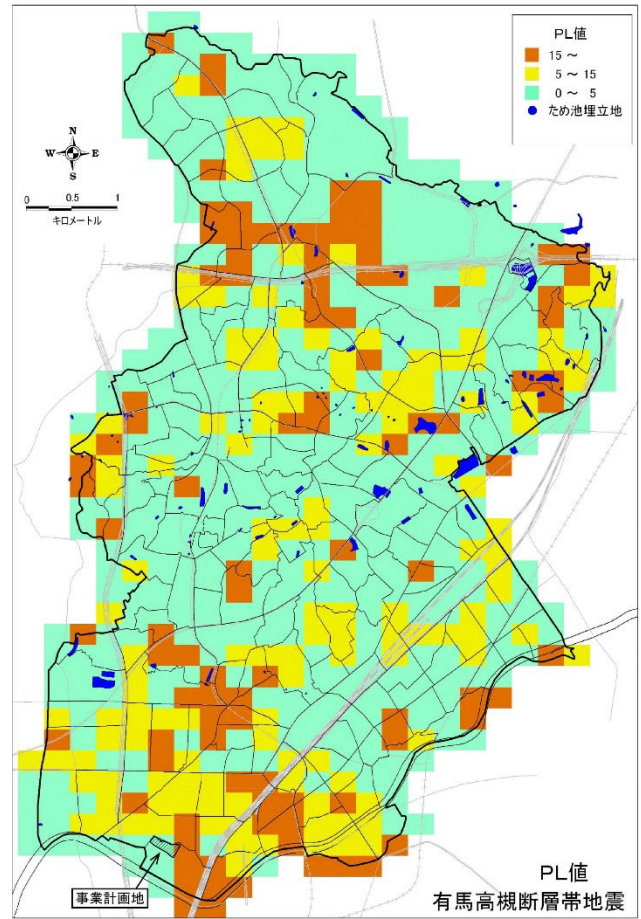 PL値
15 ~
5 ~ 15
0 ~ 5
ため池埋立地
N
W E
S
0 0.5 1
キロメートル
事業計画地
PL値
有馬高槻断層帯地震